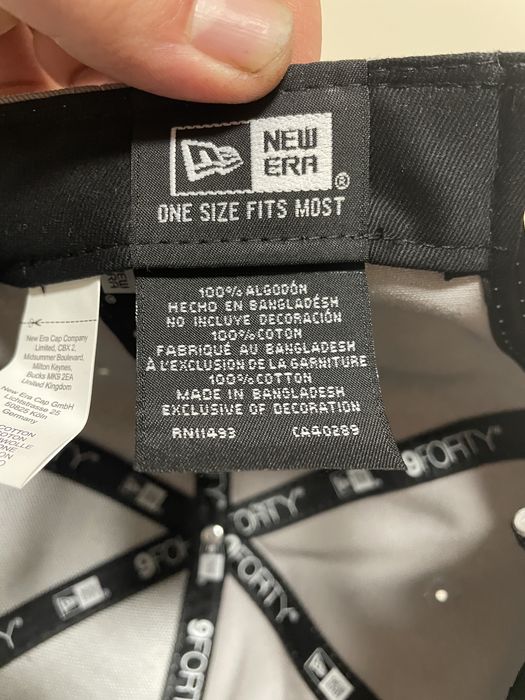 NEW
ERA
®
ONE SIZE FITS MOST
100% ALGODÓN
HECHO EN BANGLADÉSH
NO INCLUYE DECORACIÓN
100% COTON
FABRIQUÉ AU BANGLADESH
À L'EXCLUSION DE LA GARNITURE
100% COTTON
MADE IN BANGLADESH
EXCLUSIVE OF DECORATION
RN11493 CA40289
New Era Cap Company
Limited, CBX 2,
Midsummer Boulevard,
Milton Keynes,
Bucks MK9 2EA
United Kingdom
New Era Cap GmbH
Lichtstrasse 25
50825 Köln
Germany
COTTON
9FORTY
9FORTY
9FORTY
9FORTY